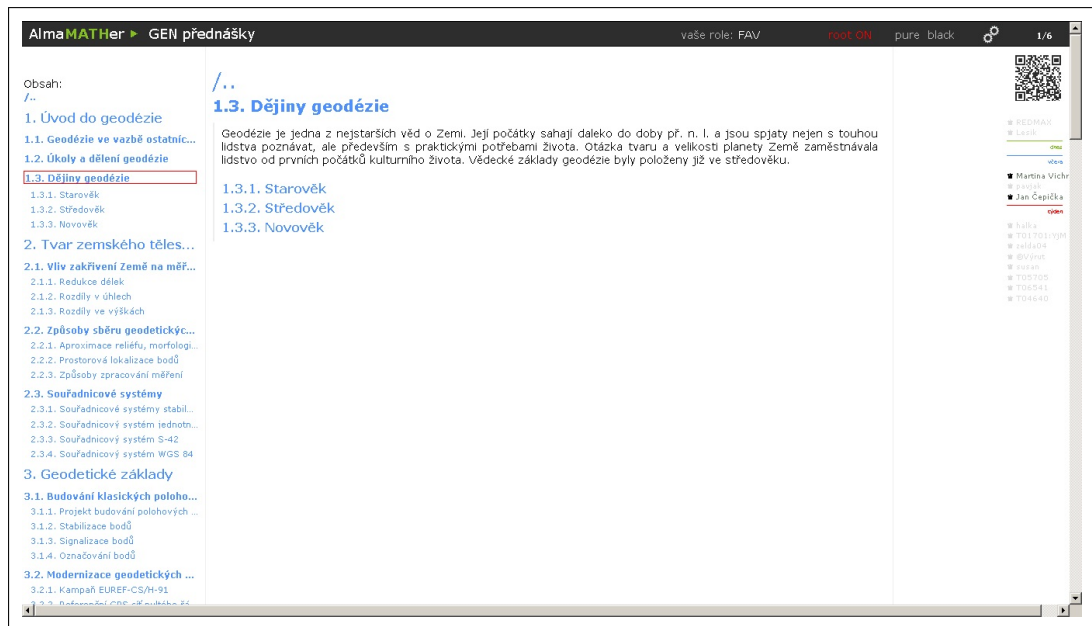 AlmaMATHer ▶ GEN přednášky
vaše role: FAV
root ON
pure black
1/6
Obsah:
/..
1. Úvod do geodézie
1.1. Geodézie ve vazbě ostatníc...
1.2. Úkoly a dělení geodézie
1.3. Dějiny geodézie
1.3.1. Starověk
1.3.2. Středověk
1.3.3. Novověk
2. Tvar zemského těles...
2.1. Vliv zakřivení Země na měř...
2.1.1. Redukce délek
2.1.2. Rozdíly v úhlech
2.1.3. Rozdíly ve výškách
2.2. Způsoby sběru geodetickýc...
2.2.1. Aproximace reliéfu, morfologi...
2.2.2. Prostorová lokalizace bodů
2.2.3. Způsoby zpracování měření
2.3. Souřadnicové systémy
2.3.1. Souřadnicové systémy stabil...
2.3.2. Souřadnicový systém jednotn...
2.3.3. Souřadnicový systém S-42
2.3.4. Souřadnicový systém WGS 84
3. Geodetické základy
3.1. Budování klasických poloho...
3.1.1. Projekt budování polohových ...
3.1.2. Stabilizace bodů
3.1.3. Signalizace bodů
3.1.4. Označování bodů
3.2. Modernizace geodetických ...
3.2.1. Kampaň EUREF-CS/H-91
/..
1.3. Dějiny geodézie
Geodézie je jedna z nejstarších věd o Zemi. Její počátky sahají daleko do doby př. n. l. a jsou spjaty nejen s touhou
lidstva poznávat, ale především s praktickými potřebami života. Otázka tvaru a velikosti planety Země zaměstnávala
lidstvo od prvních počátků kulturního života. Vědecké základy geodézie byly položeny již ve středověku.
1.3.1. Starověk
1.3.2. Středověk
1.3.3. Novověk
REDMAX
Lazik
dnes
včera
Martina Vichr
Jan Čepička
týden
halka
T01701/YJM
zelda04
@Výrut
T05705
T06541
T04640